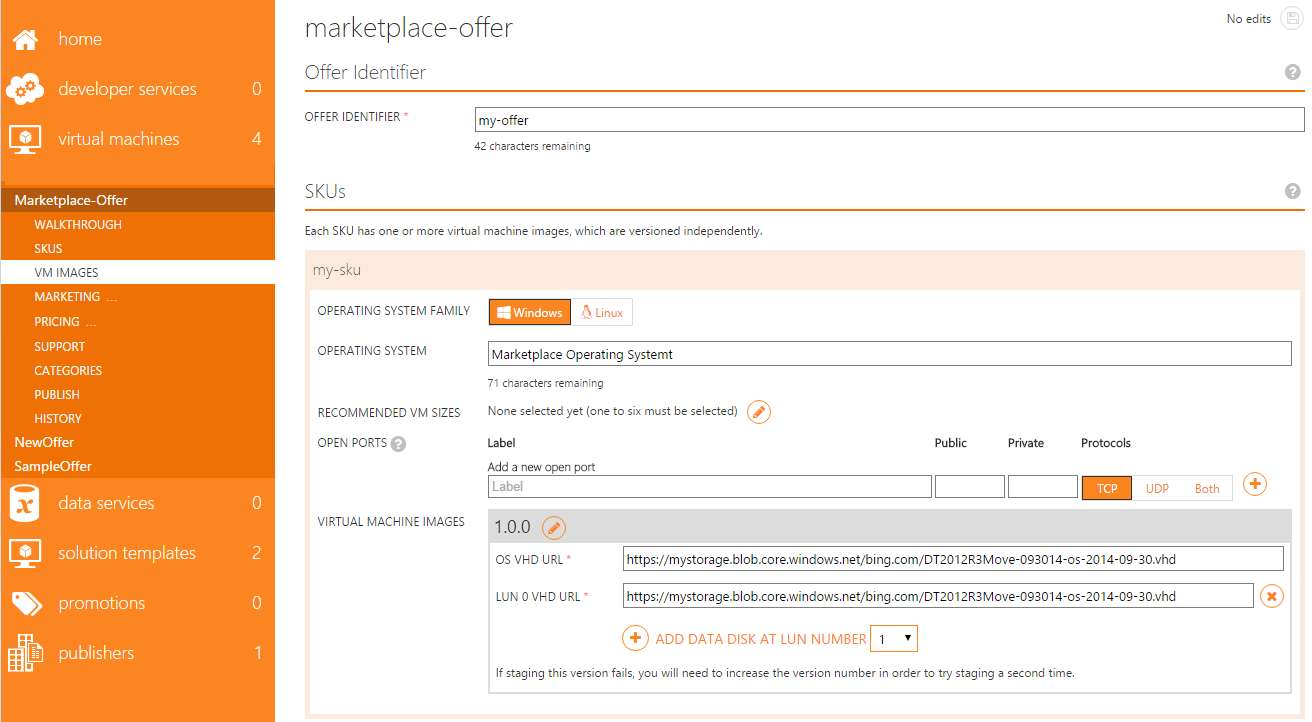 home
developer services 0
virtual machines 4
Marketplace-Offer
WALKTHROUGH
SKUS
VM IMAGES
MARKETING ...
PRICING ...
SUPPORT
CATEGORIES
PUBLISH
HISTORY
NewOffer
SampleOffer
data services 0
solution templates 2
promotions 0
publishers 1
marketplace-offer
No edits
Offer Identifier ?
OFFER IDENTIFIER * my-offer
42 characters remaining
SKUs ?
Each SKU has one or more virtual machine images, which are versioned independently.
my-sku
OPERATING SYSTEM FAMILY Windows Linux
OPERATING SYSTEM Marketplace Operating Systemt
71 characters remaining
RECOMMENDED VM SIZES None selected yet (one to six must be selected)
OPEN PORTS ? Label Public Private Protocols
Add a new open port
Label TCP UDP Both
VIRTUAL MACHINE IMAGES 1.0.0
OS VHD URL * https://mystorage.blob.core.windows.net/bing.com/DT2012R3Move-093014-os-2014-09-30.vhd
LUN 0 VHD URL * https://mystorage.blob.core.windows.net/bing.com/DT2012R3Move-093014-os-2014-09-30.vhd
ADD DATA DISK AT LUN NUMBER 1
If staging this version fails, you will need to increase the version number in order to try staging a second time.